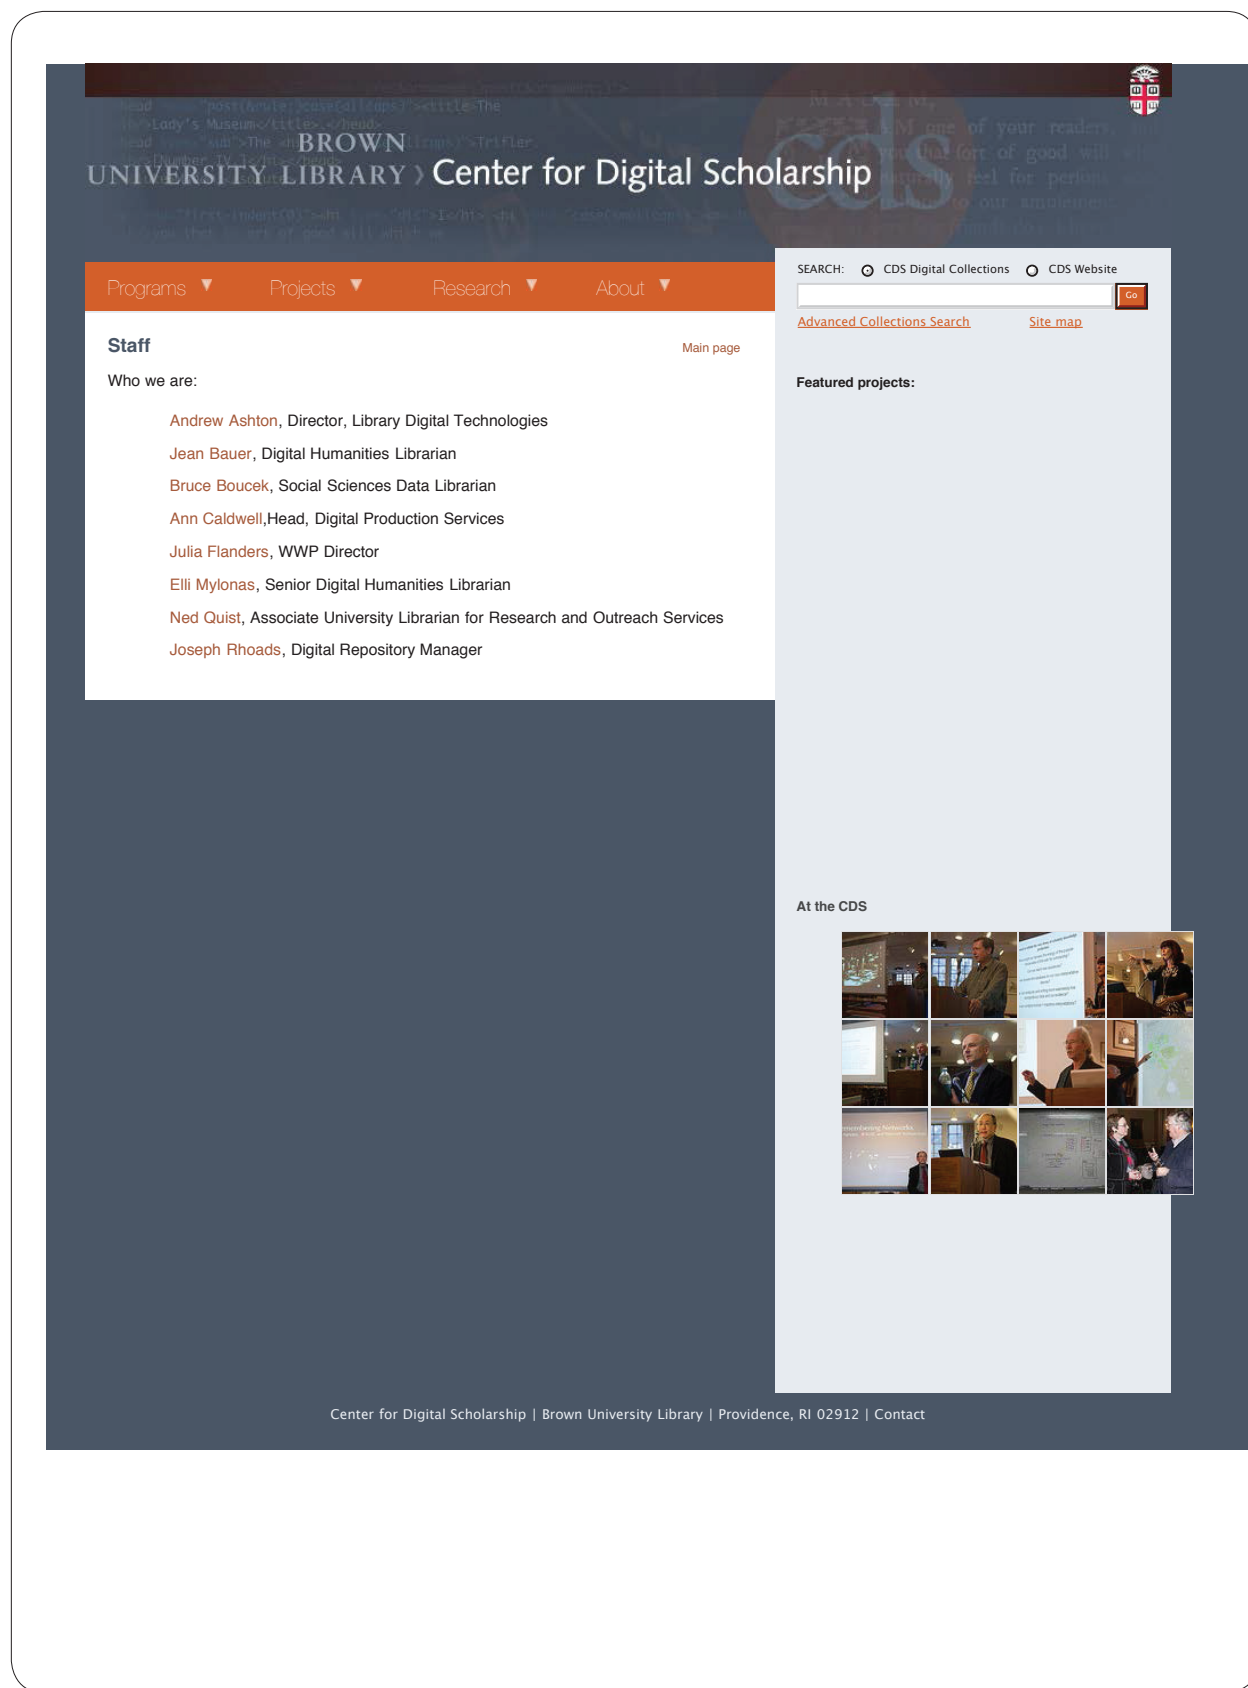 BROWN
UNIVERSITY LIBRARY › Center for Digital Scholarship
cds
Programs ▼ Projects ▼ Research ▼ About ▼
SEARCH: CDS Digital Collections CDS Website
Go
Advanced Collections Search Site map
Staff
Main page
Who we are:
Andrew Ashton, Director, Library Digital Technologies
Jean Bauer, Digital Humanities Librarian
Bruce Boucek, Social Sciences Data Librarian
Ann Caldwell,Head, Digital Production Services
Julia Flanders, WWP Director
Elli Mylonas, Senior Digital Humanities Librarian
Ned Quist, Associate University Librarian for Research and Outreach Services
Joseph Rhoads, Digital Repository Manager
Featured projects:
At the CDS
Center for Digital Scholarship | Brown University Library | Providence, RI 02912 | Contact